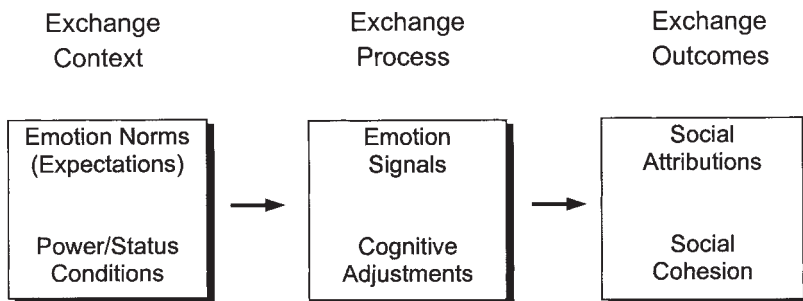 Exchange
Context
Exchange
Process
Exchange
Outcomes
Emotion Norms
(Expectations)
Power/Status
Conditions
Emotion
Signals
Cognitive
Adjustments
Social
Attributions
Social
Cohesion